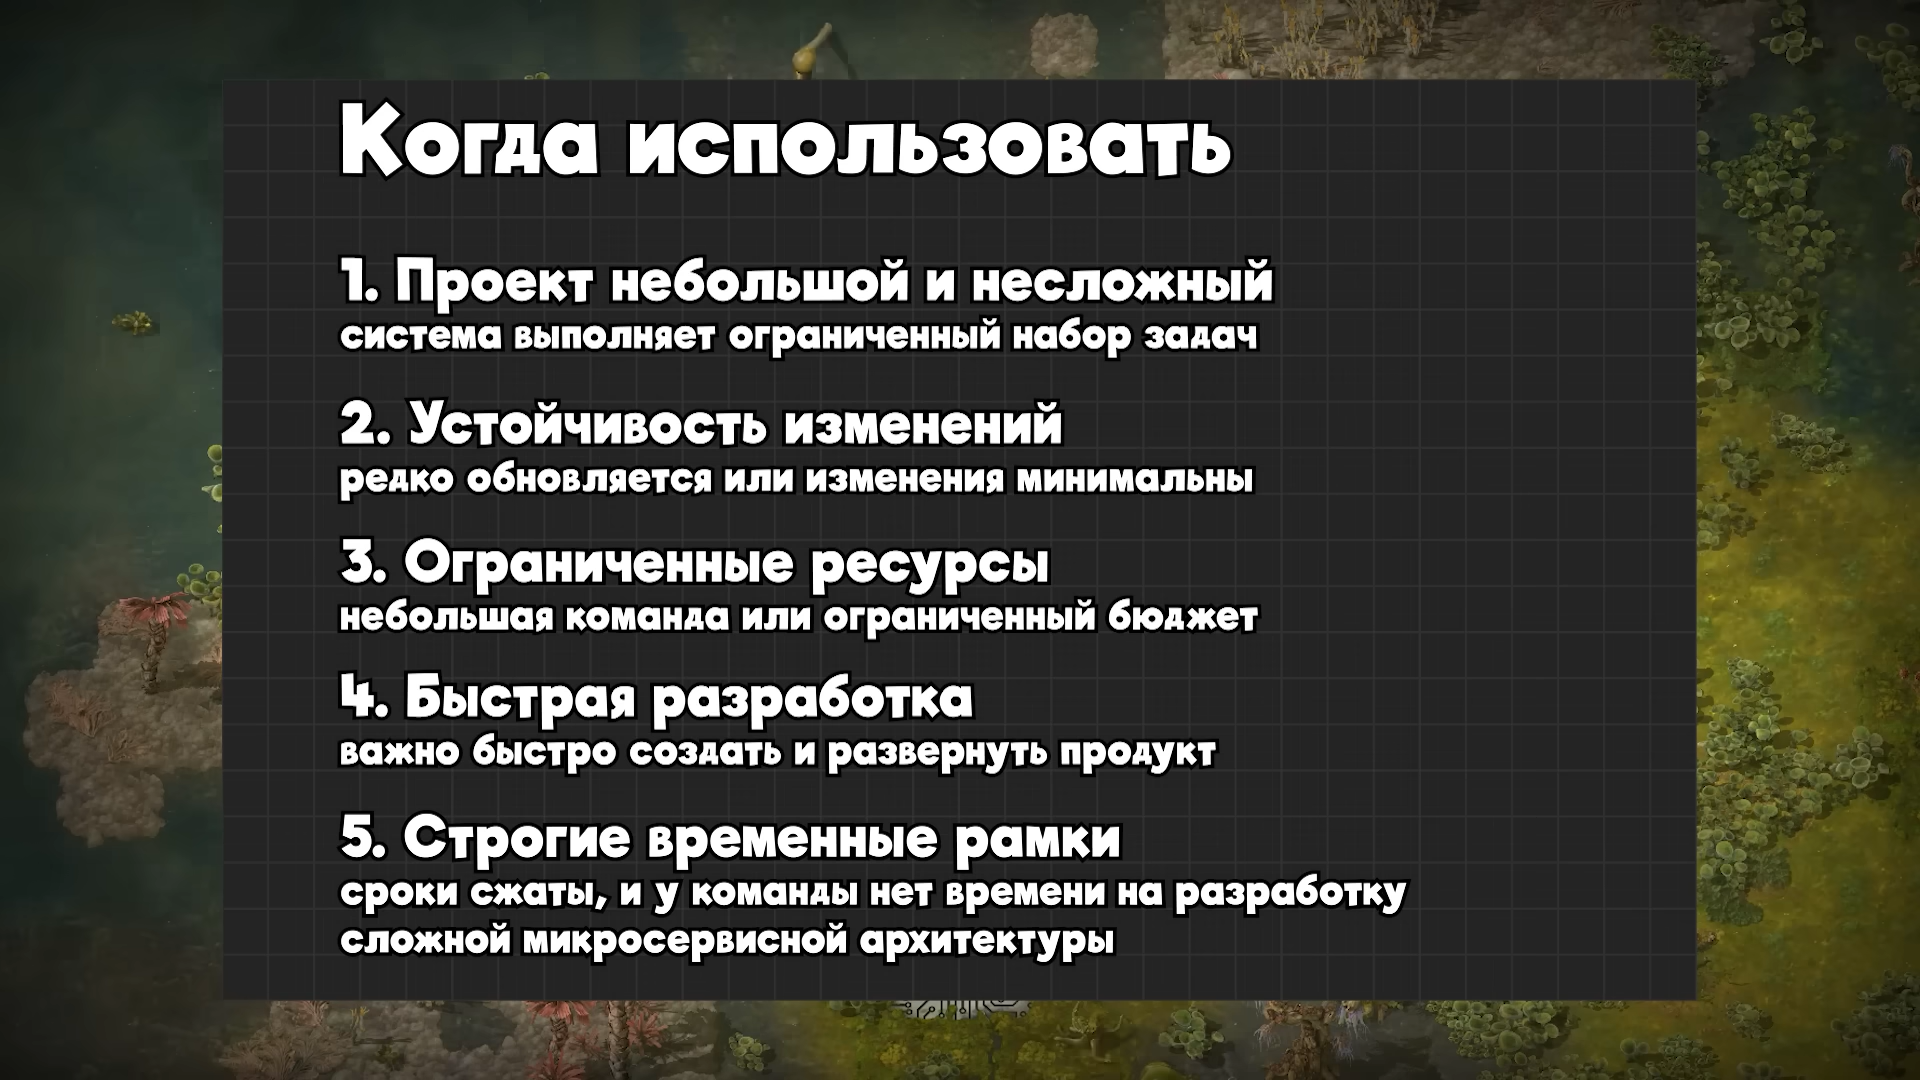 Когда использовать
1. Проект небольшой и несложный
система выполняет ограниченный набор задач
2. Устойчивость изменений
редко обновляется или изменения минимальны
3. Ограниченные ресурсы
небольшая команда или ограниченный бюджет
4. Быстрая разработка
важно быстро создать и развернуть продукт
5. Строгие временные рамки
сроки сжаты, и у команды нет времени на разработку
сложной микросервисной архитектуры